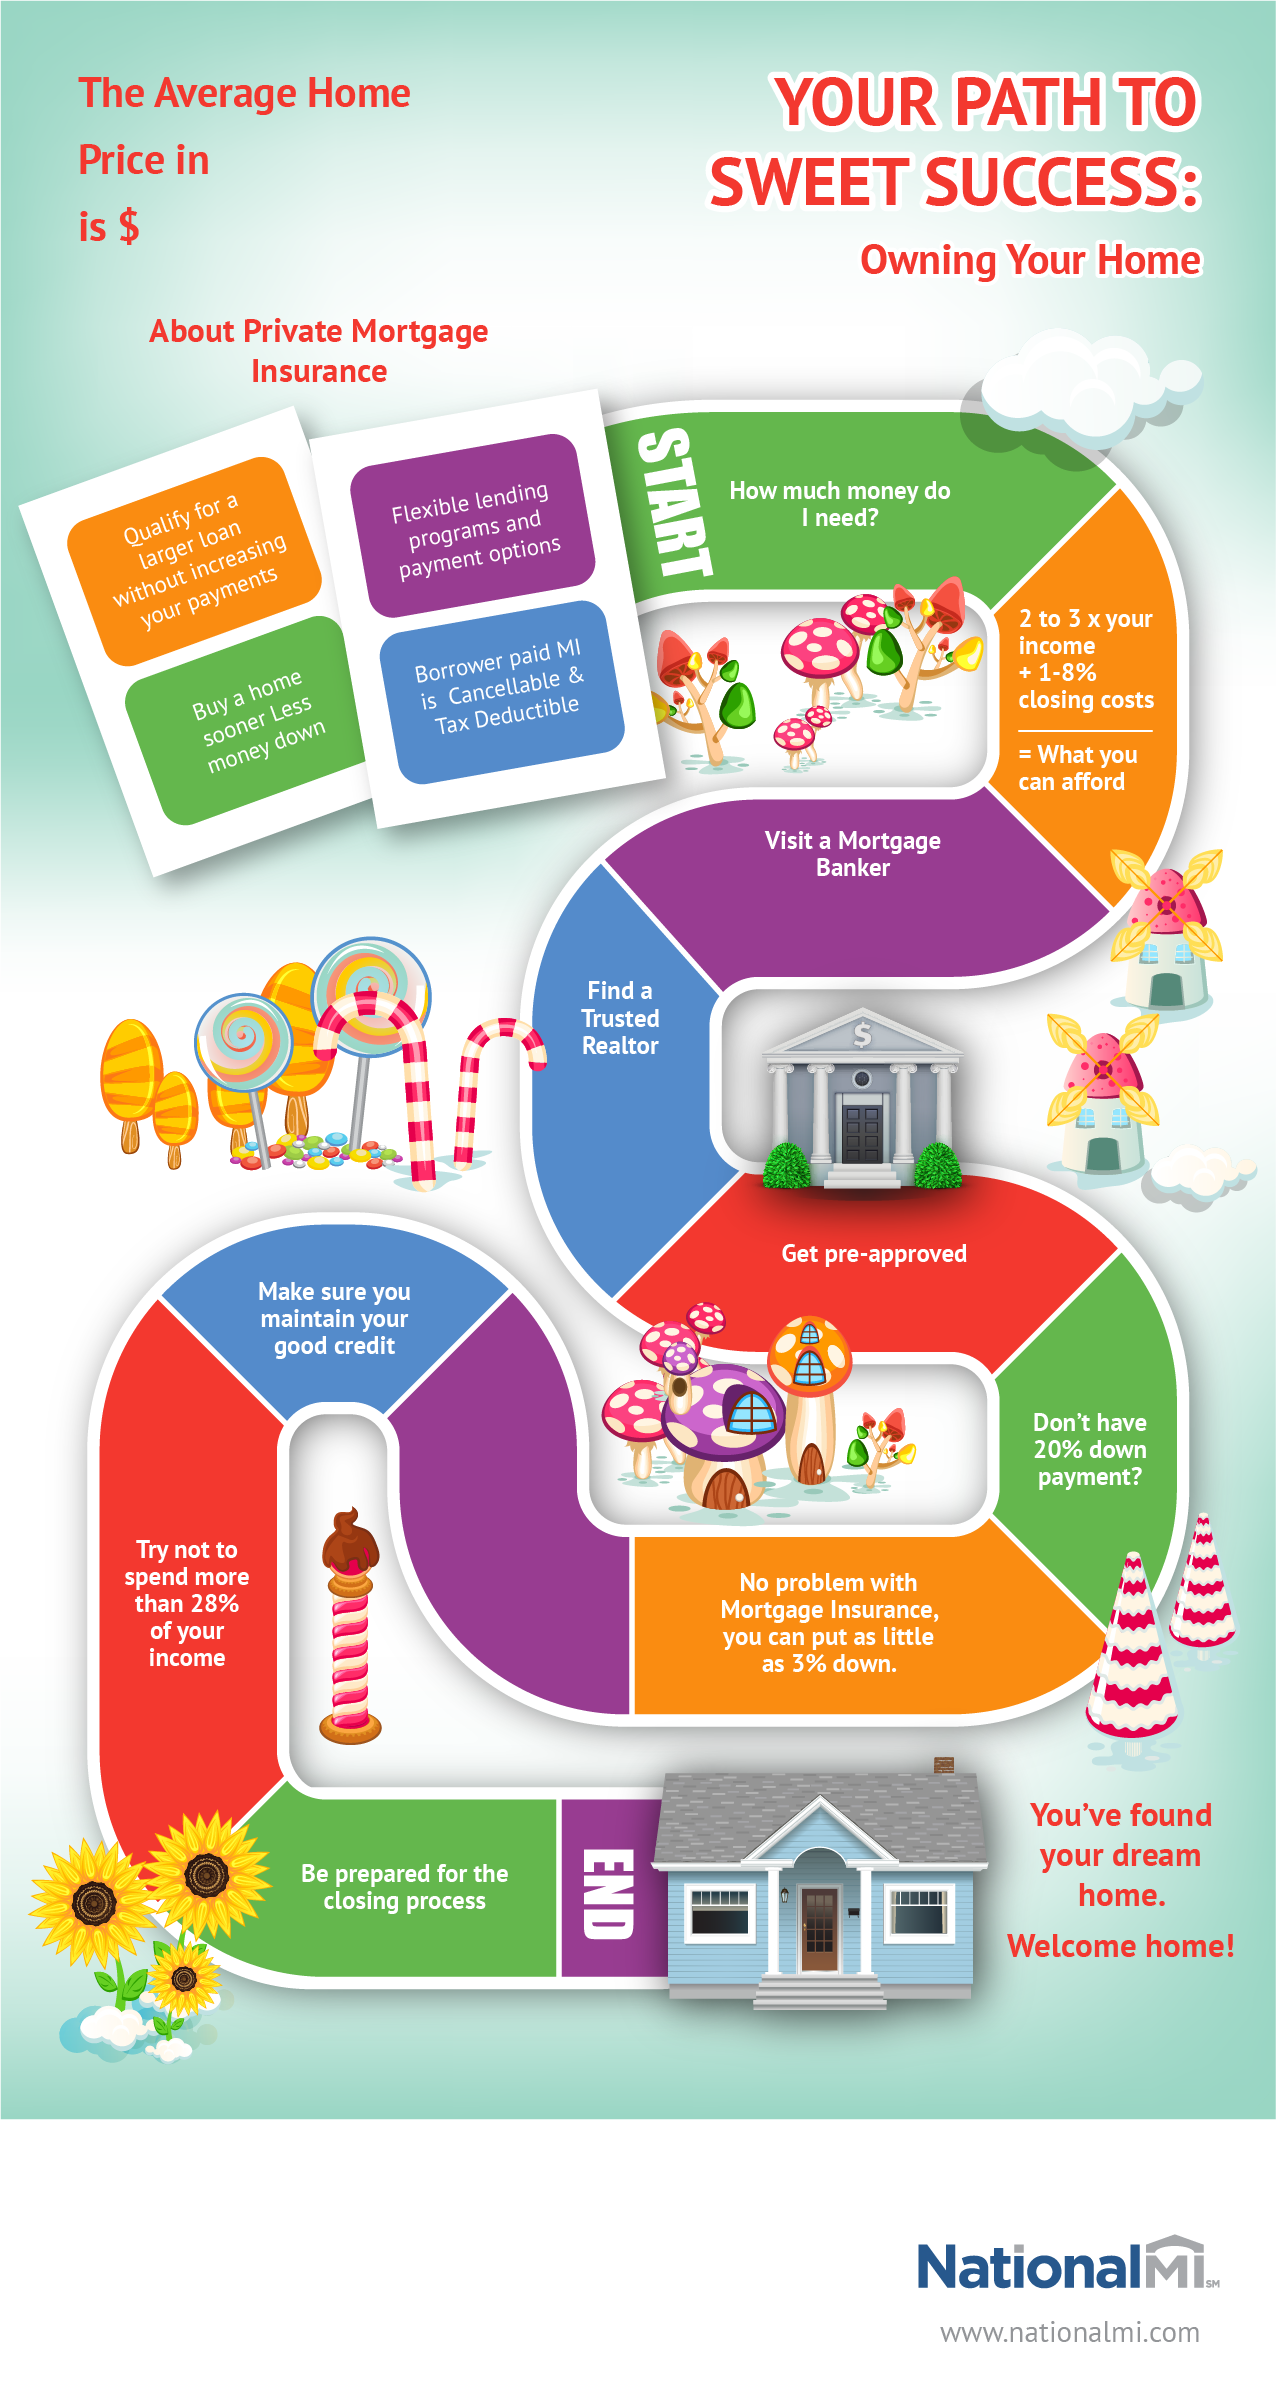 The Average Home
Price in
is $
YOUR PATH TO
SWEET SUCCESS:
Owning Your Home
About Private Mortgage
Insurance
Qualify for a
larger loan
without increasing
your payments
Buy a home
sooner Less
money down
Flexible lending
programs and
payment options
Borrower paid MI
is Cancellable &
Tax Deductible
START
How much money do
I need?
2 to 3 x your
income
+ 1-8%
closing costs
= What you
can afford
Visit a Mortgage
Banker
Find a
Trusted
Realtor
$
Get pre-approved
Don't have
20% down
payment?
No problem with
Mortgage Insurance,
you can put as little
as 3% down.
Make sure you
maintain your
good credit
Try not to
spend more
than 28%
of your
income
Be prepared for the
closing process
END
You've found
your dream
home.
Welcome home!
NationalMI SM
www.nationalmi.com